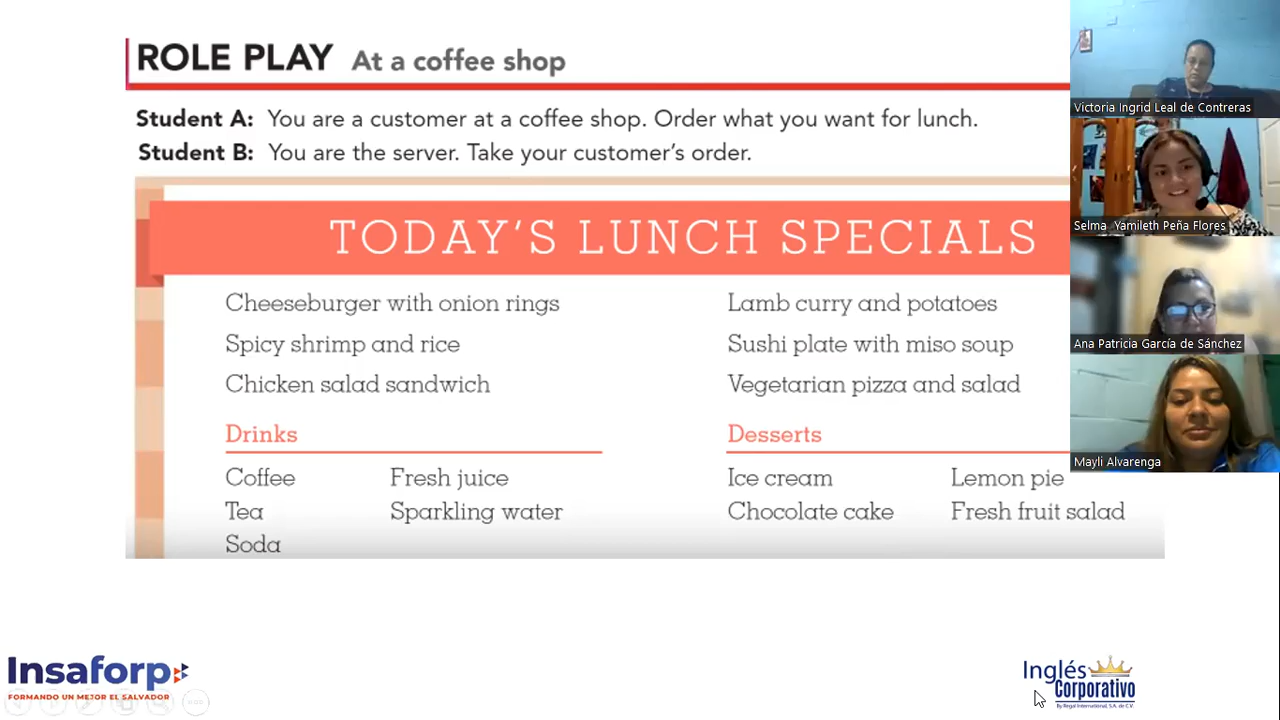 ROLE PLAY At a coffee shop
Student A: You are a customer at a coffee shop. Order what you want for lunch.
Student B: You are the server. Take your customer's order.
TODAY'S LUNCH SPECIALS
Cheeseburger with onion rings
Spicy shrimp and rice
Chicken salad sandwich
Lamb curry and potatoes
Sushi plate with miso soup
Vegetarian pizza and salad
Drinks
Coffee Fresh juice
Tea Sparkling water
Soda
Desserts
Ice cream Lemon pie
Chocolate cake Fresh fruit salad
Victoria Ingrid Leal de Contreras
Selma Yamileth Peña Flores
Ana Patricia García de Sánchez
Mayli Alvarenga
Insaforp
FORMANDO UN MEJOR EL SALVADOR
Inglés
Corporativo
By Regal International, S.A. de C.V.